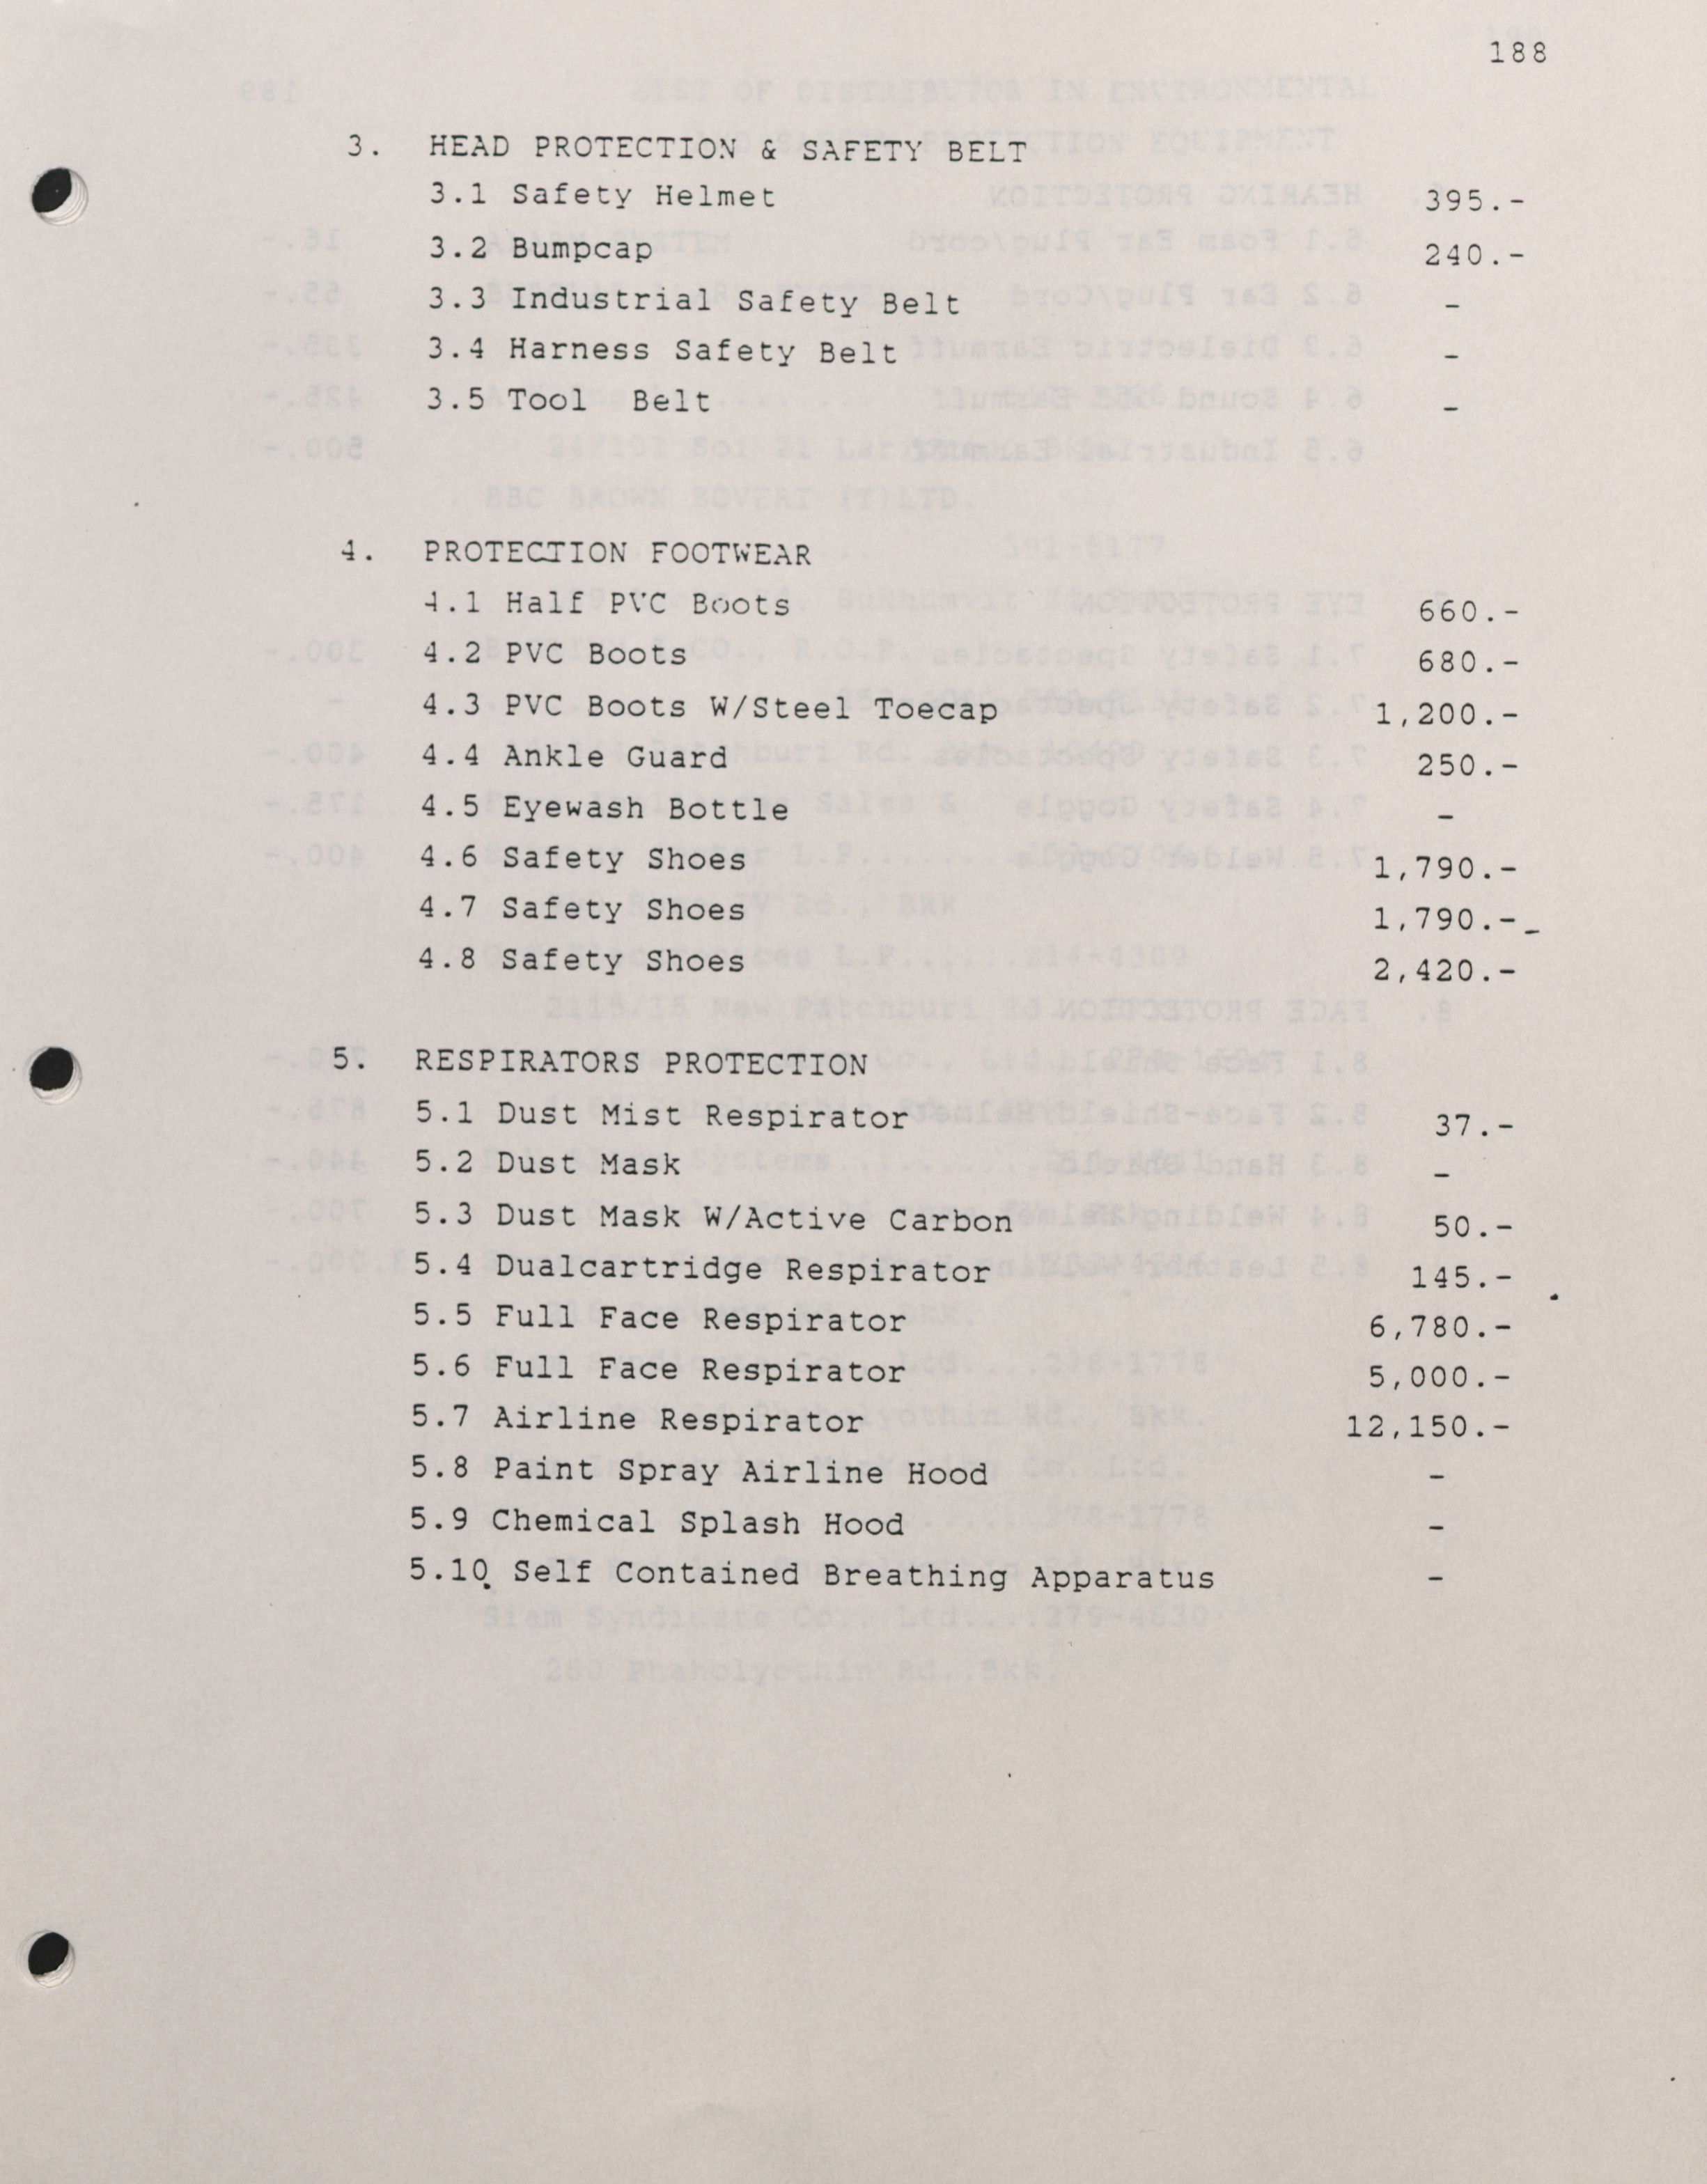 188
3. HEAD PROTECTION & SAFETY BELT
3.1 Safety Helmet 395.-
3.2 Bumpcap 240.-
3.3 Industrial Safety Belt -
3.4 Harness Safety Belt -
3.5 Tool Belt -
4. PROTECTION FOOTWEAR
4.1 Half PVC Boots 660.-
4.2 PVC Boots 680.-
4.3 PVC Boots W/Steel Toecap 1,200.-
4.4 Ankle Guard 250.-
4.5 Eyewash Bottle -
4.6 Safety Shoes 1,790.-
4.7 Safety Shoes 1,790.-
4.8 Safety Shoes 2,420.-
5. RESPIRATORS PROTECTION
5.1 Dust Mist Respirator 37.-
5.2 Dust Mask -
5.3 Dust Mask W/Active Carbon 50.-
5.4 Dualcartridge Respirator 145.-
5.5 Full Face Respirator 6,780.-
5.6 Full Face Respirator 5,000.-
5.7 Airline Respirator 12,150.-
5.8 Paint Spray Airline Hood -
5.9 Chemical Splash Hood -
5.10 Self Contained Breathing Apparatus -